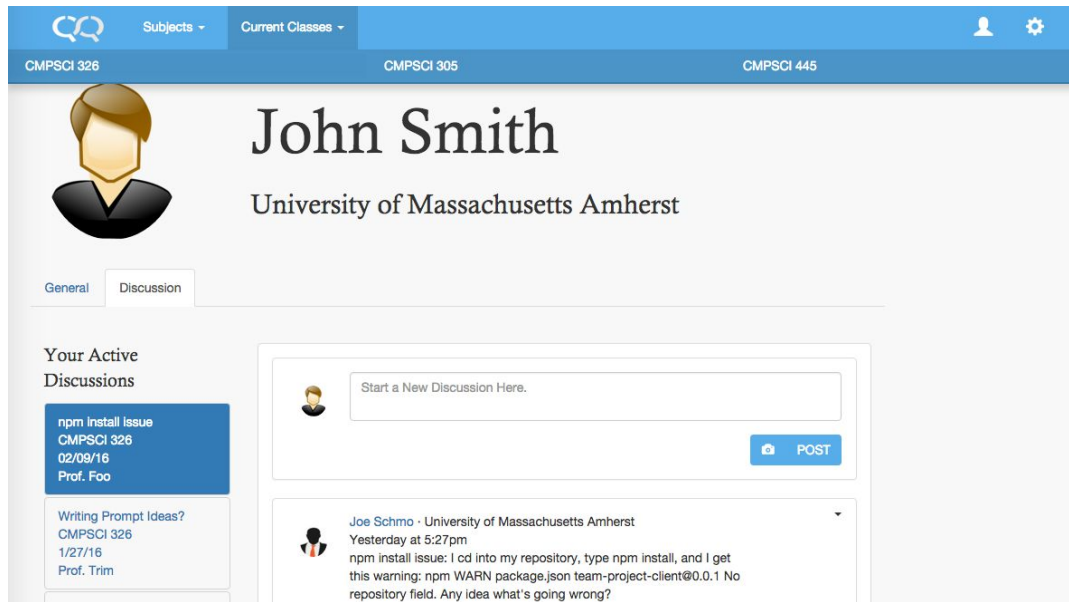 Subjects
Current Classes
CMPSCI 326
CMPSCI 305
CMPSCI 445
John Smith
University of Massachusetts Amherst
General
Discussion
Your Active
Discussions
npm install issue
CMPSCI 326
02/09/16
Prof. Foo
Writing Prompt Ideas?
CMPSCI 326
1/27/16
Prof. Trim
Start a New Discussion Here.
POST
Joe Schmo · University of Massachusetts Amherst
Yesterday at 5:27pm
npm install issue: I cd into my repository, type npm install, and I get
this warning: npm WARN package.json team-project-client@0.0.1 No
repository field. Any idea what's going wrong?